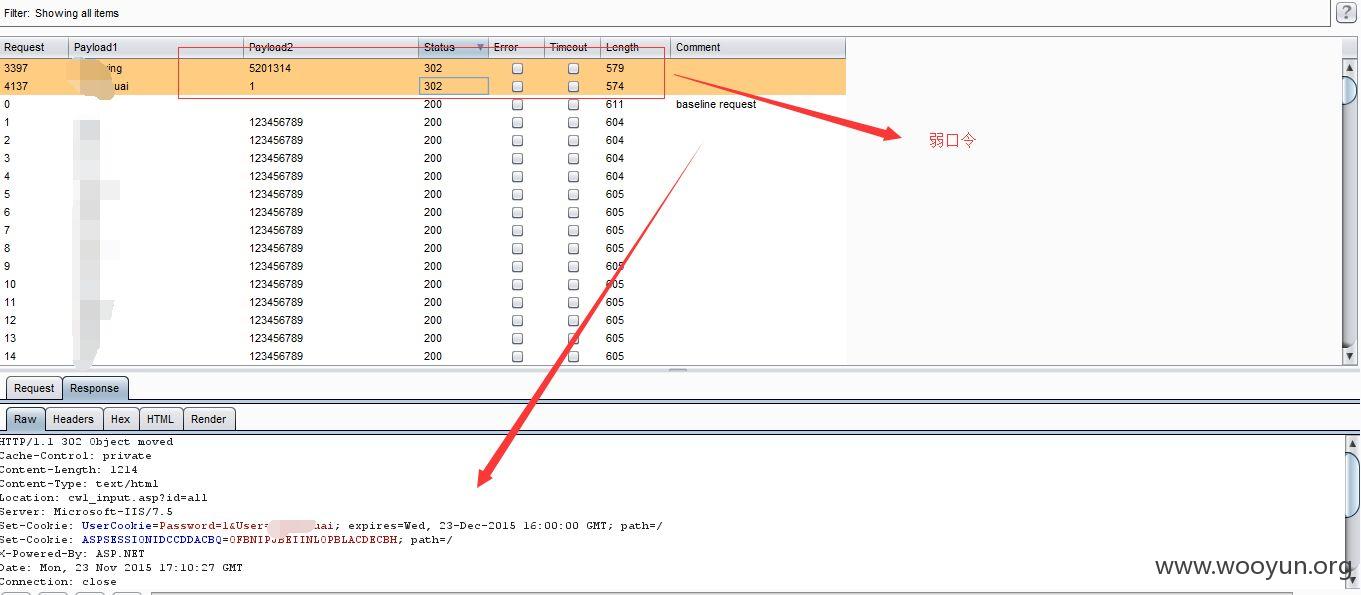 Filter: Showing all items
?
Request Payload1 Payload2 Status Error Timeout Length Comment
3397 ing 5201314 302 579
4137 uai 1 302 574
0 200 611 baseline request
1 123456789 200 604
2 123456789 200 604
3 123456789 200 604
4 123456789 200 604
5 123456789 200 605
6 123456789 200 605
7 123456789 200 605
8 123456789 200 605
9 123456789 200 605
10 123456789 200 605
11 123456789 200 605
12 123456789 200 605
13 123456789 200 605
14 123456789 200 605
弱口令
Request Response
Raw Headers Hex HTML Render
HTTP/1.1 302 Object moved
Cache-Control: private
Content-Length: 1214
Content-Type: text/html
Location: cwl_input.asp?id=all
Server: Microsoft-IIS/7.5
Set-Cookie: UserCookie=Password=1&User= uai; expires=Wed, 23-Dec-2015 16:00:00 GMT; path=/
Set-Cookie: path=/
X-Powered-By: ASP.NET
Date: Mon, 23 Nov 2015 17:10:27 GMT
Connection: close
www.wooyun.org